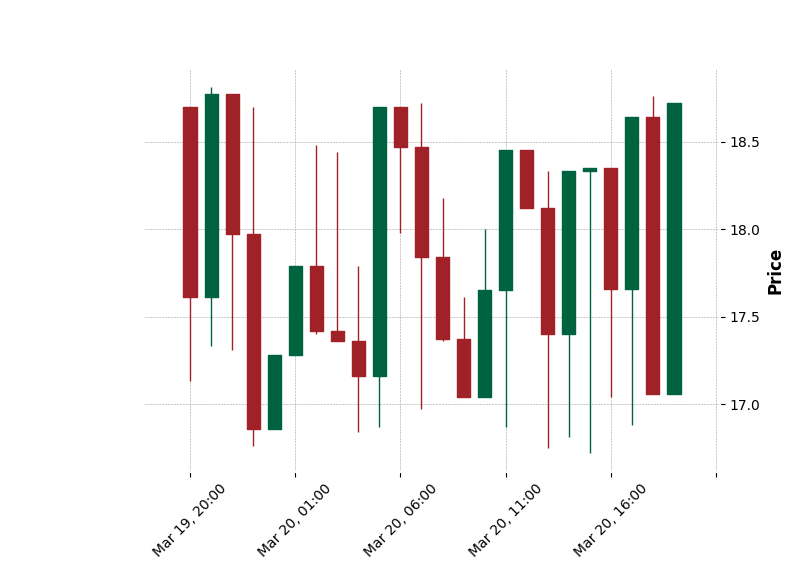 18.5
18.0
17.5
17.0
Price
Mar 19, 20:00
Mar 20, 01:00
Mar 20, 06:00
Mar 20, 11:00
Mar 20, 16:00